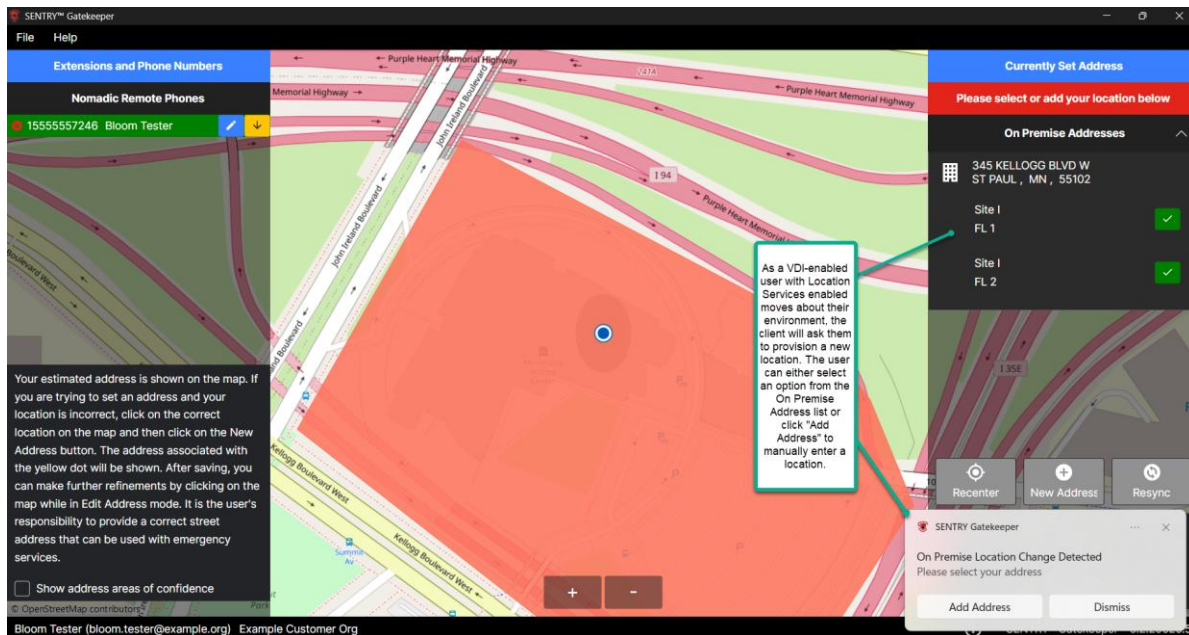 SENTRY™ Gatekeeper
File Help
Extensions and Phone Numbers
Nomadic Remote Phones
15555557246 Bloom Tester
Your estimated address is shown on the map. If
you are trying to set an address and your
location is incorrect, click on the correct
location on the map and then click on the New
Address button. The address associated with
the yellow dot will be shown. After saving, you
can make further refinements by clicking on the
map while in Edit Address mode. It is the user's
responsibility to provide a correct street
address that can be used with emergency
services.
Show address areas of confidence
© OpenStreetMap contributors
Park
Purple Heart Memorial Highway
Memorial Highway
241A
Purple Heart Memorial Highway
John Ireland Boulevard
John Ireland Boulevard
I 94
Purple Heart Memorial
Boulevard West
Boulevard
Kellogg Boulevard West
Kellogg Boulevard West
Summit
Av
+ -
As a VDI-enabled
user with Location
Services enabled
moves about their
environment, the
client will ask them
to provision a new
location. The user
can either select
an option from the
On Premise
Address list or
click "Add
Address" to
manually enter a
location.
Currently Set Address
Please select or add your location below
On Premise Addresses
345 KELLOGG BLVD W
ST PAUL , MN , 55102
Site I
FL 1
Site I
FL 2
I 35E
Recenter New Address Resync
SENTRY Gatekeeper
On Premise Location Change Detected
Please select your address
Add Address Dismiss
Bloom Tester (bloom.tester@example.org) Example Customer Org